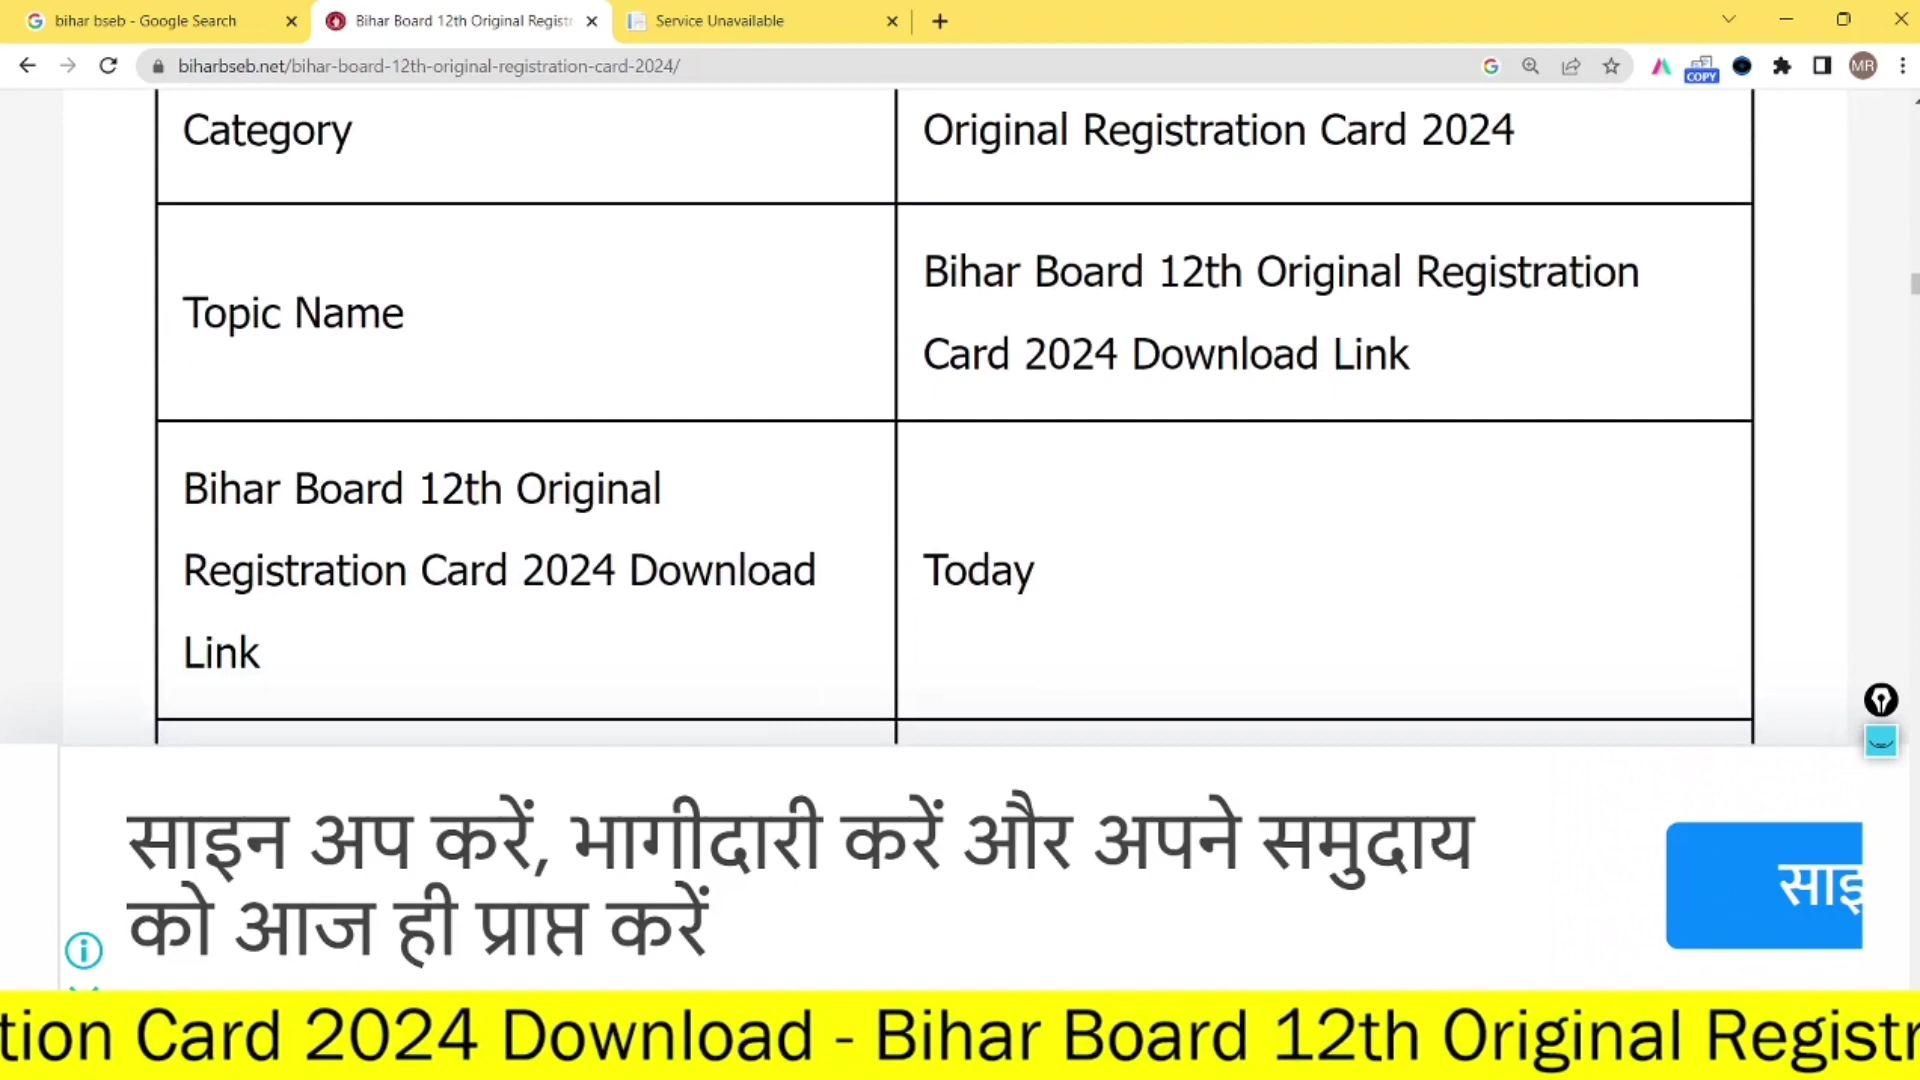 bihar bseb - Google Search
Bihar Board 12th Original Regist
Service Unavailable
biharbseb.net/bihar-board-12th-original-registration-card-2024/
COPY
MR
Category
Original Registration Card 2024
Topic Name
Bihar Board 12th Original Registration
Card 2024 Download Link
Bihar Board 12th Original
Registration Card 2024 Download
Link
Today
साइन अप करें, भागीदारी करें और अपने समुदाय
को आज ही प्राप्त करें
साइ
tion Card 2024 Download - Bihar Board 12th Original Registr